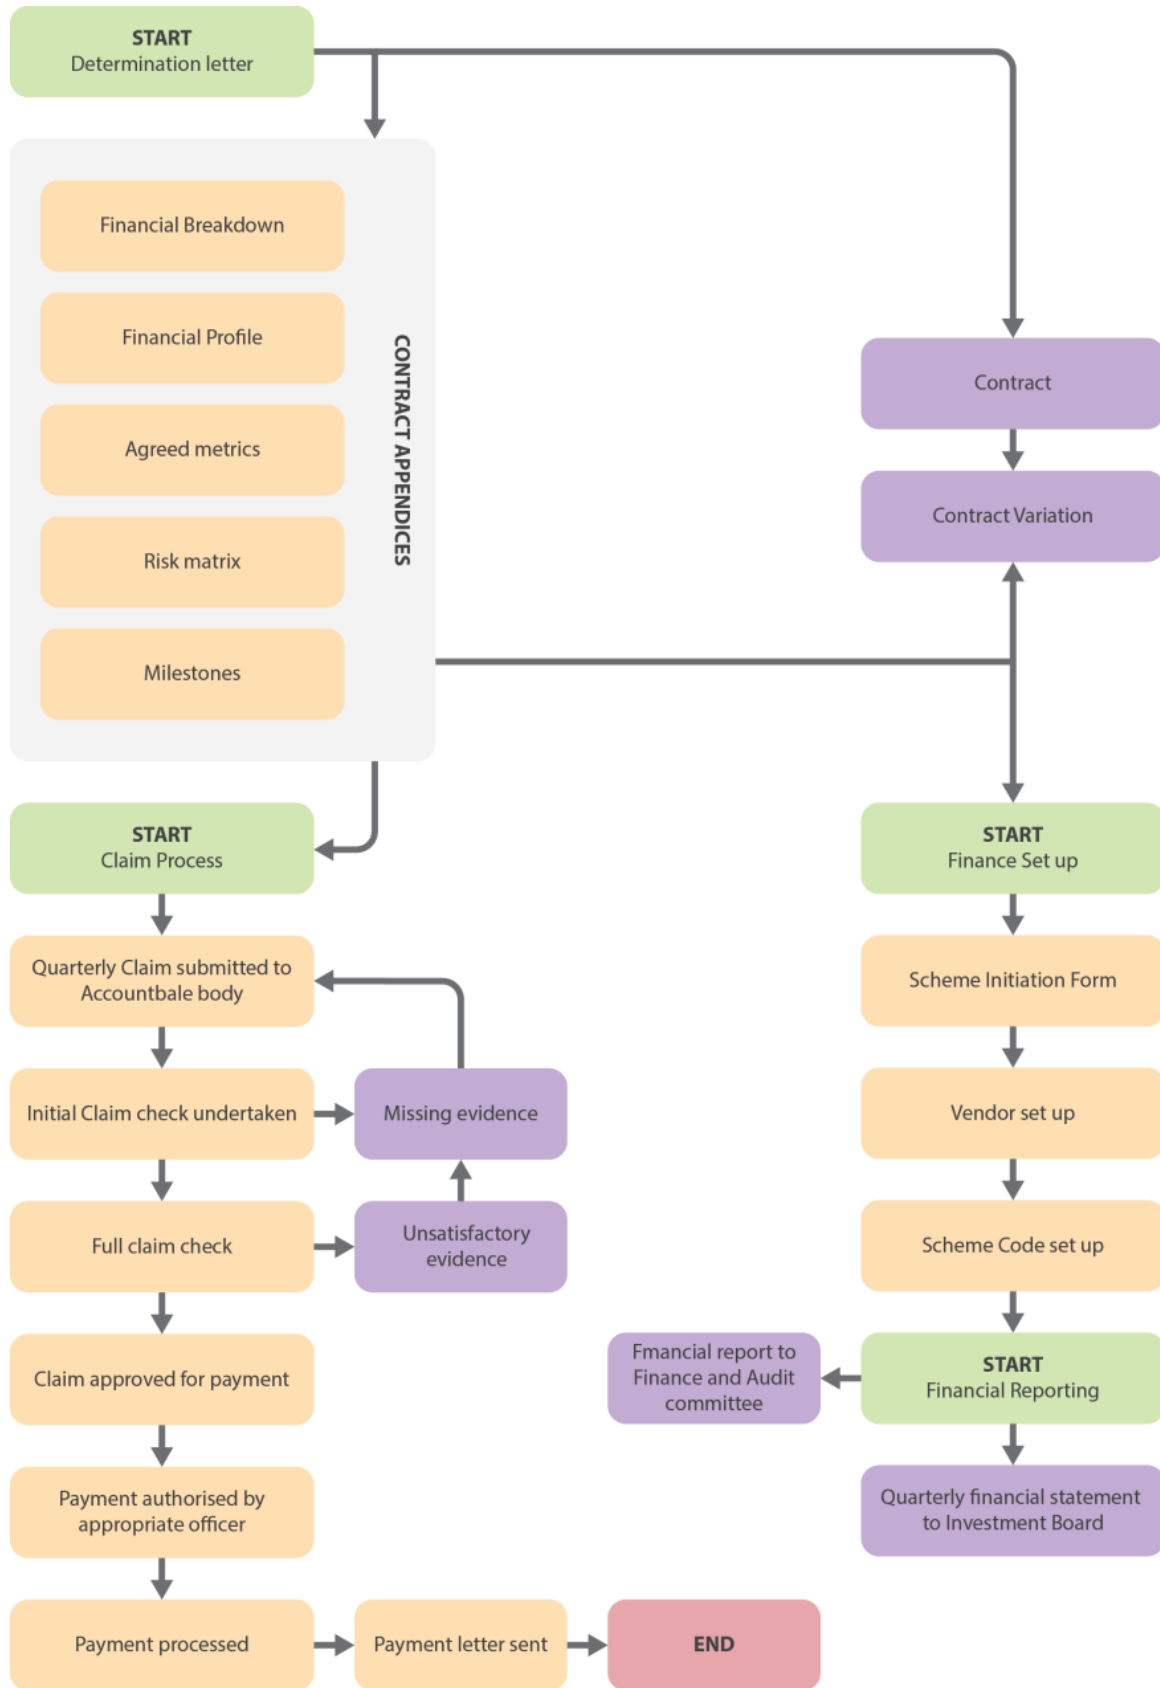 START
Determination letter
Financial Breakdown
Financial Profile
Agreed metrics
Risk matrix
Milestones
CONTRACT APPENDICES
Contract
Contract Variation
START
Claim Process
Quarterly Claim submitted to
Accountbale body
Initial Claim check undertaken
Missing evidence
Full claim check
Unsatisfactory
evidence
Claim approved for payment
Payment authorised by
appropriate officer
Payment processed
Payment letter sent
END
START
Finance Set up
Scheme Initiation Form
Vendor set up
Scheme Code set up
START
Financial Reporting
Fmancial report to
Finance and Audit
committee
Quarterly financial statement
to Investment Board